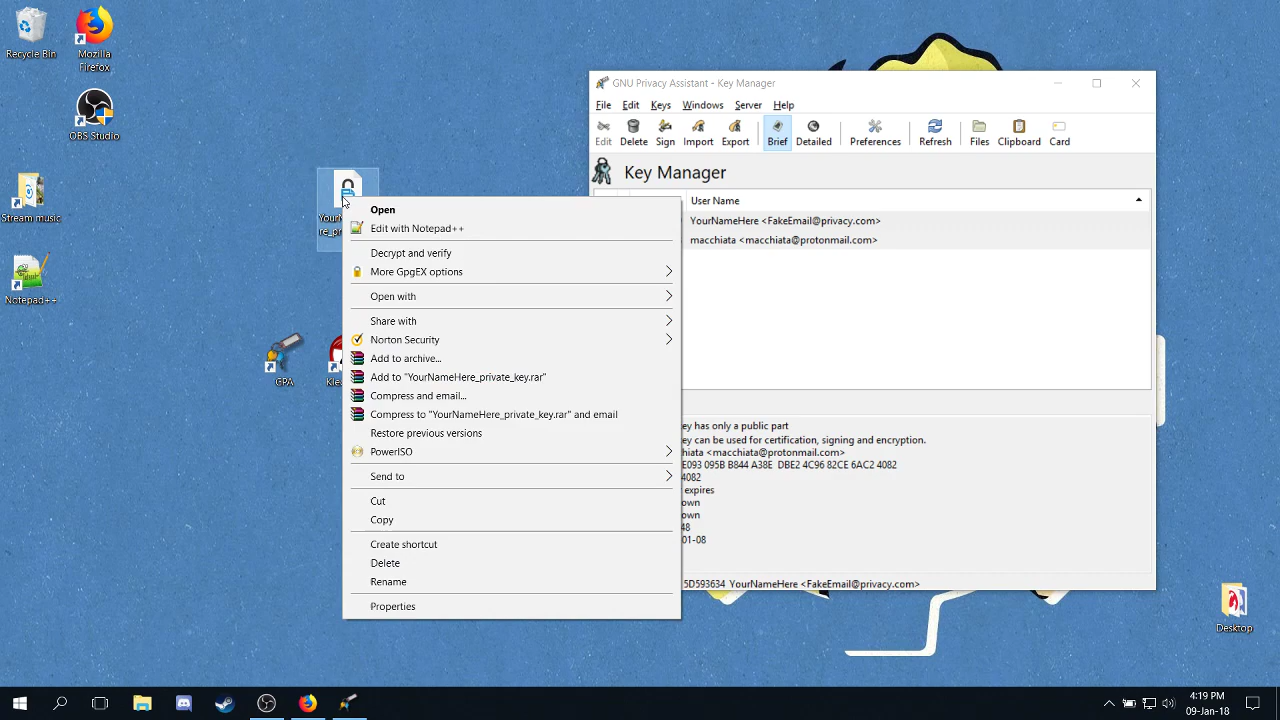 Recycle Bin
Mozilla
Firefox
OBS Studio
Stream music
Notepad++
GPA
Open
Edit with Notepad++
Decrypt and verify
More GpgEX options
Open with
Share with
Norton Security
Add to archive...
Add to "YourNameHere_private_key.rar"
Compress and email...
Compress to "YourNameHere_private_key.rar" and email
Restore previous versions
PowerISO
Send to
Cut
Copy
Create shortcut
Delete
Rename
Properties
GNU Privacy Assistant - Key Manager
File Edit Keys Windows Server Help
Edit Delete Sign Import Export Brief Detailed Preferences Refresh Files Clipboard Card
Key Manager
User Name
YourNameHere <FakeEmail@privacy.com>
macchiata <macchiata@protonmail.com>
ey has only a public part
ey can be used for certification, signing and encryption.
hiata <macchiata@protonmail.com>
E093 095B B844 A38E DBE2 4C96 82CE 6AC2 4082
4082
expires
own
own
48
01-08
5D593634 YourNameHere <FakeEmail@privacy.com>
Desktop
4:19 PM
09-Jan-18